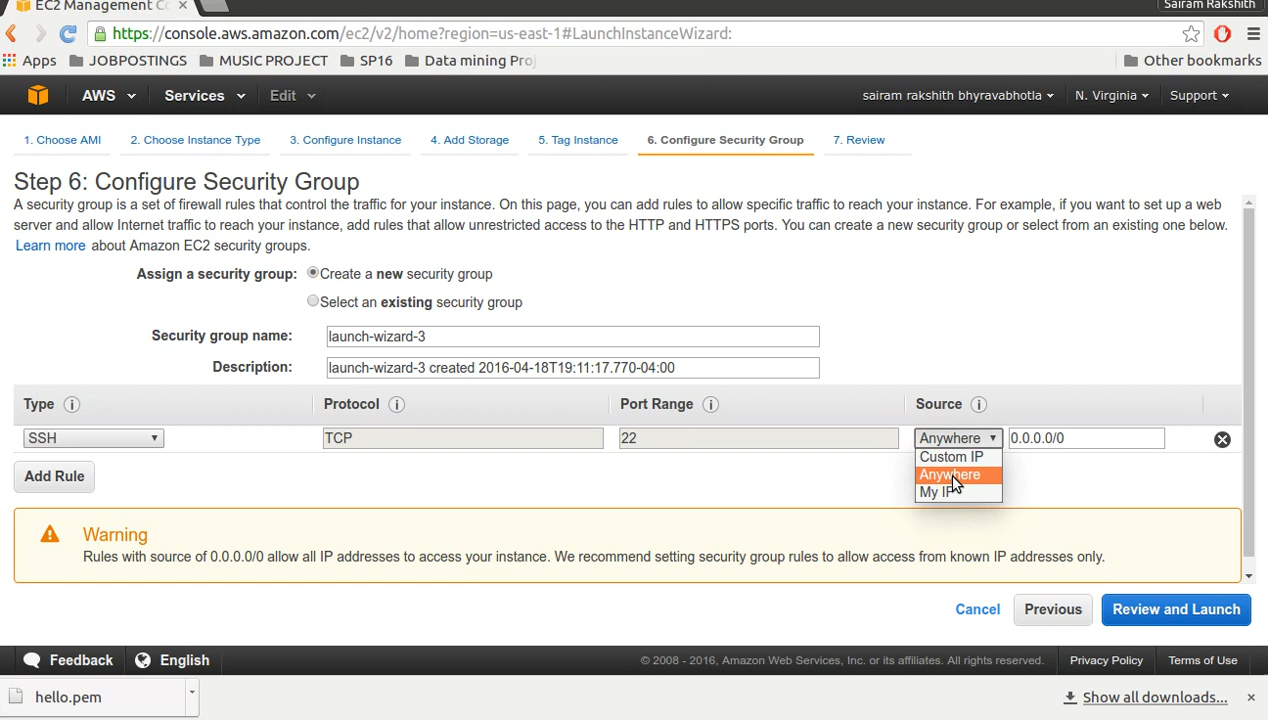 EC2 Management Co
Sairam Rakshith
https://console.aws.amazon.com/ec2/v2/home?region=us-east-1#LaunchInstanceWizard:
Apps JOBPOSTINGS MUSIC PROJECT SP16 Data mining Proj Other bookmarks
AWS Services Edit sairam rakshith bhyravabhotla N. Virginia Support
1. Choose AMI 2. Choose Instance Type 3. Configure Instance 4. Add Storage 5. Tag Instance 6. Configure Security Group 7. Review
Step 6: Configure Security Group
A security group is a set of firewall rules that control the traffic for your instance. On this page, you can add rules to allow specific traffic to reach your instance. For example, if you want to set up a web
server and allow Internet traffic to reach your instance, add rules that allow unrestricted access to the HTTP and HTTPS ports. You can create a new security group or select from an existing one below.
Learn more about Amazon EC2 security groups.
Assign a security group: Create a new security group
Select an existing security group
Security group name: launch-wizard-3
Description: launch-wizard-3 created 2016-04-18T19:11:17.770-04:00
Type Protocol Port Range Source
SSH TCP 22 Anywhere 0.0.0.0/0
Custom IP
Anywhere
My IP
Add Rule
Warning
Rules with source of 0.0.0.0/0 allow all IP addresses to access your instance. We recommend setting security group rules to allow access from known IP addresses only.
Cancel Previous Review and Launch
Feedback English © 2008 - 2016, Amazon Web Services, Inc. or its affiliates. All rights reserved. Privacy Policy Terms of Use
hello.pem Show all downloads...